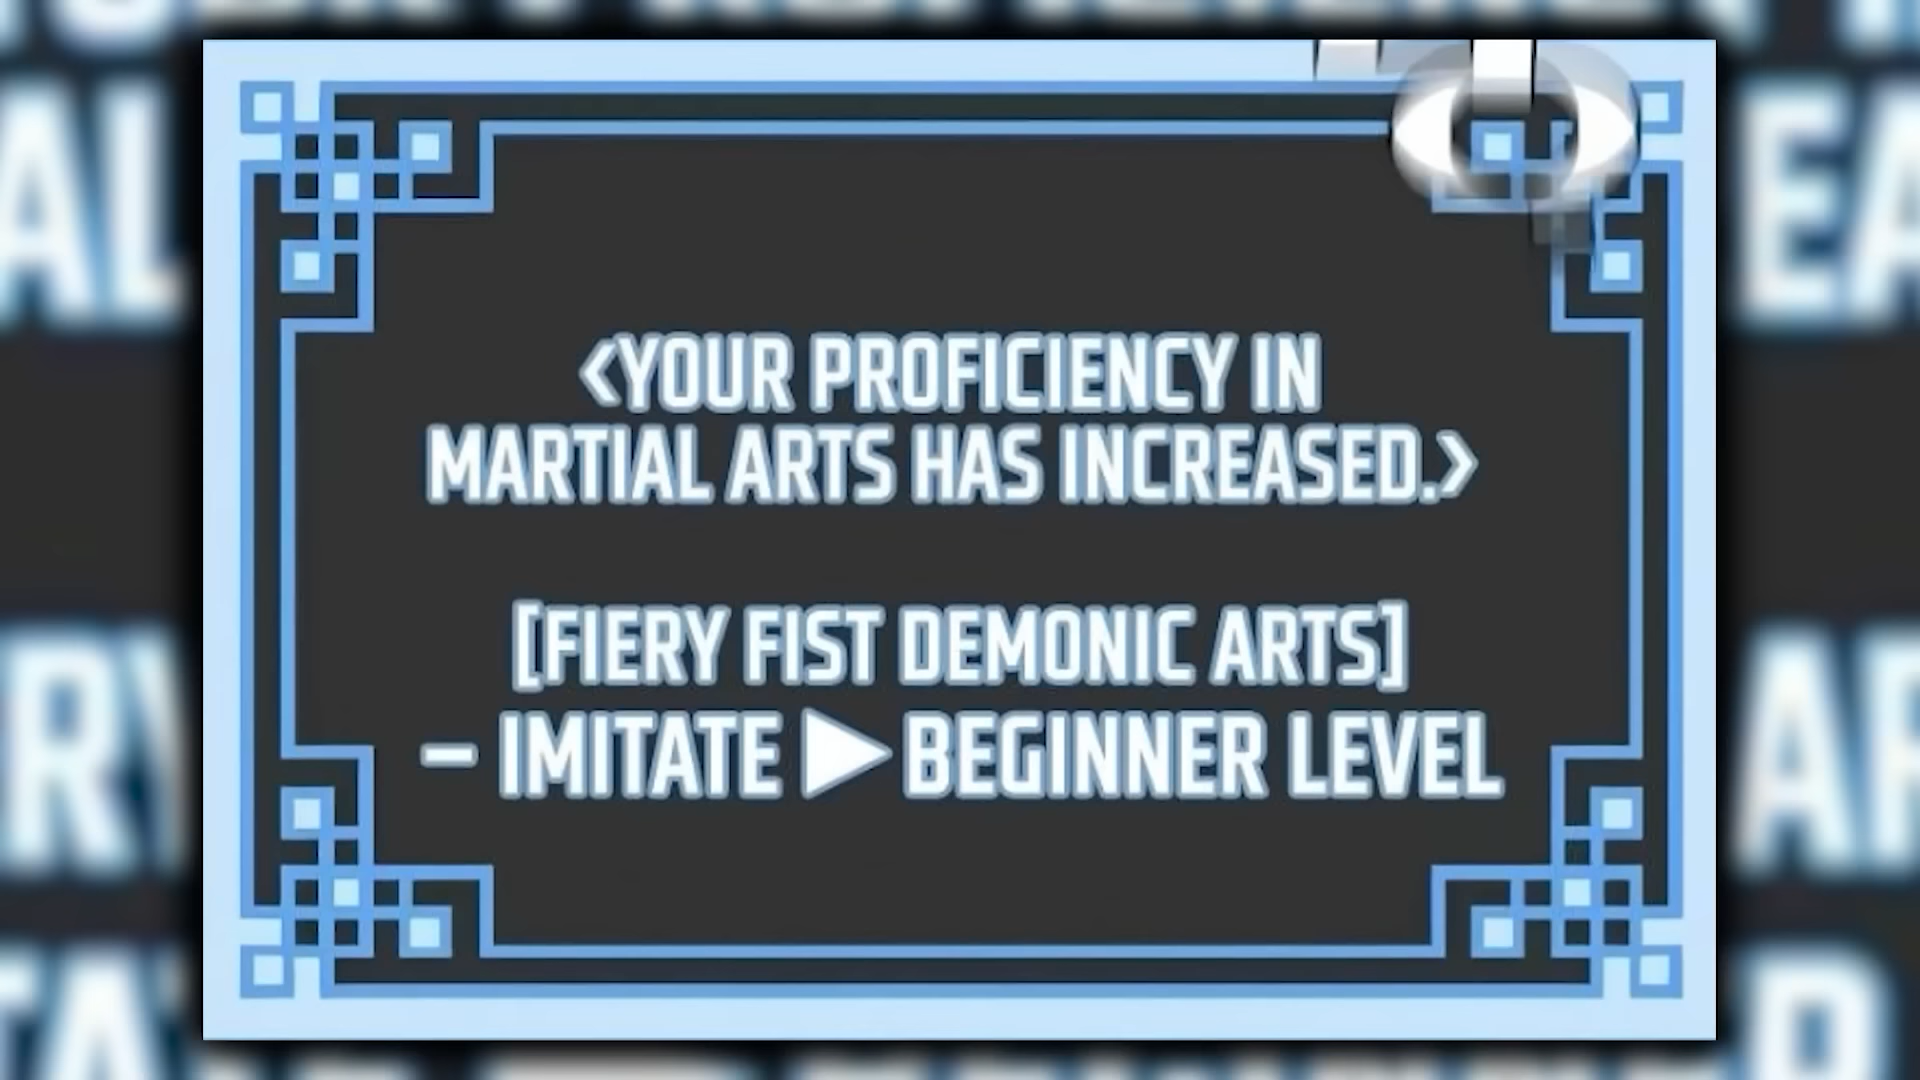 <YOUR PROFICIENCY IN
MARTIAL ARTS HAS INCREASED.>
[FIERY FIST DEMONIC ARTS]
– IMITATE ▶ BEGINNER LEVEL